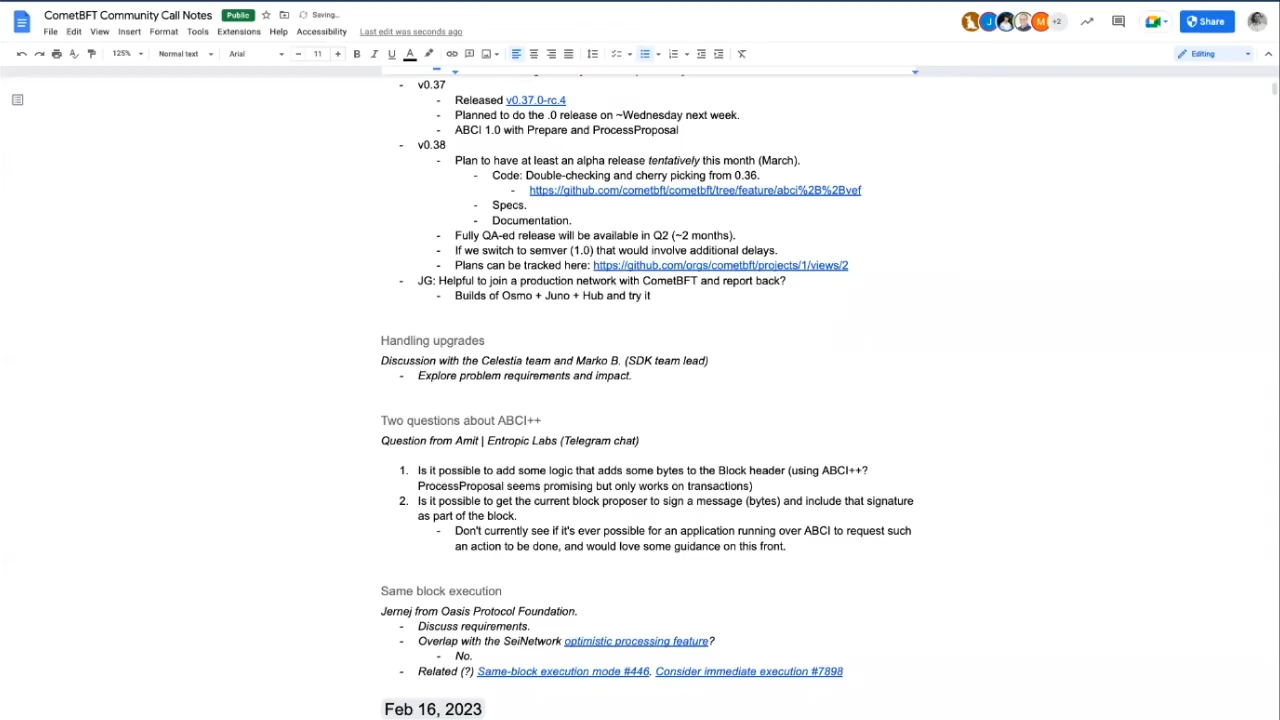 CometBFT Community Call Notes Public Saving...
File Edit View Insert Format Tools Extensions Help Accessibility Last edit was seconds ago
J M +2 Share
125% Normal text Arial 11 B I U A Editing
- v0.37
- Released v0.37.0-rc.4
- Planned to do the .0 release on ~Wednesday next week.
- ABCI 1.0 with Prepare and ProcessProposal
- v0.38
- Plan to have at least an alpha release tentatively this month (March).
- Code: Double-checking and cherry picking from 0.36.
- https://github.com/cometbft/cometbft/tree/feature/abci%2B%2Bvef
- Specs.
- Documentation.
- Fully QA-ed release will be available in Q2 (~2 months).
- If we switch to semver (1.0) that would involve additional delays.
- Plans can be tracked here: https://github.com/orgs/cometbft/projects/1/views/2
- JG: Helpful to join a production network with CometBFT and report back?
- Builds of Osmo + Juno + Hub and try it
Handling upgrades
Discussion with the Celestia team and Marko B. (SDK team lead)
- Explore problem requirements and impact.
Two questions about ABCI++
Question from Amit | Entropic Labs (Telegram chat)
1. Is it possible to add some logic that adds some bytes to the Block header (using ABCI++?
ProcessProposal seems promising but only works on transactions)
2. Is it possible to get the current block proposer to sign a message (bytes) and include that signature
as part of the block.
- Don't currently see if it's ever possible for an application running over ABCI to request such
an action to be done, and would love some guidance on this front.
Same block execution
Jernej from Oasis Protocol Foundation.
- Discuss requirements.
- Overlap with the SeiNetwork optimistic processing feature?
- No.
- Related (?) Same-block execution mode #446. Consider immediate execution #7898
Feb 16, 2023